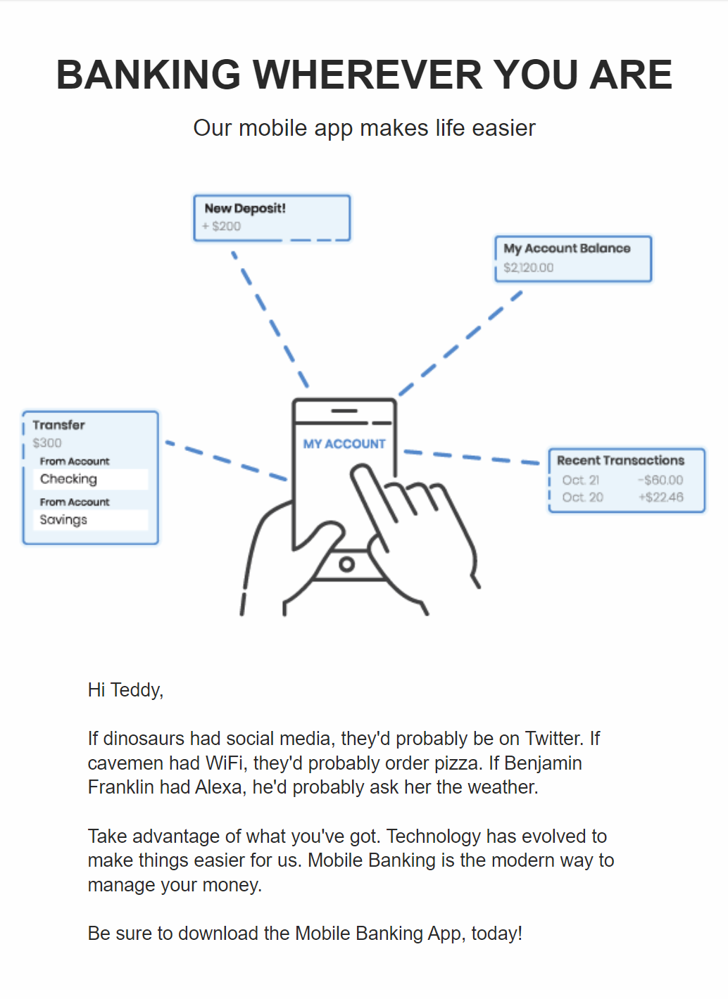 BANKING WHEREVER YOU ARE
Our mobile app makes life easier
New Deposit!
+ $200
My Account Balance
$2,120.00
Transfer
$300
From Account
Checking
From Account
Savings
MY ACCOUNT
Recent Transactions
Oct. 21 -$60.00
Oct. 20 +$22.46
Hi Teddy,
If dinosaurs had social media, they'd probably be on Twitter. If
cavemen had WiFi, they'd probably order pizza. If Benjamin
Franklin had Alexa, he'd probably ask her the weather.
Take advantage of what you've got. Technology has evolved to
make things easier for us. Mobile Banking is the modern way to
manage your money.
Be sure to download the Mobile Banking App, today!